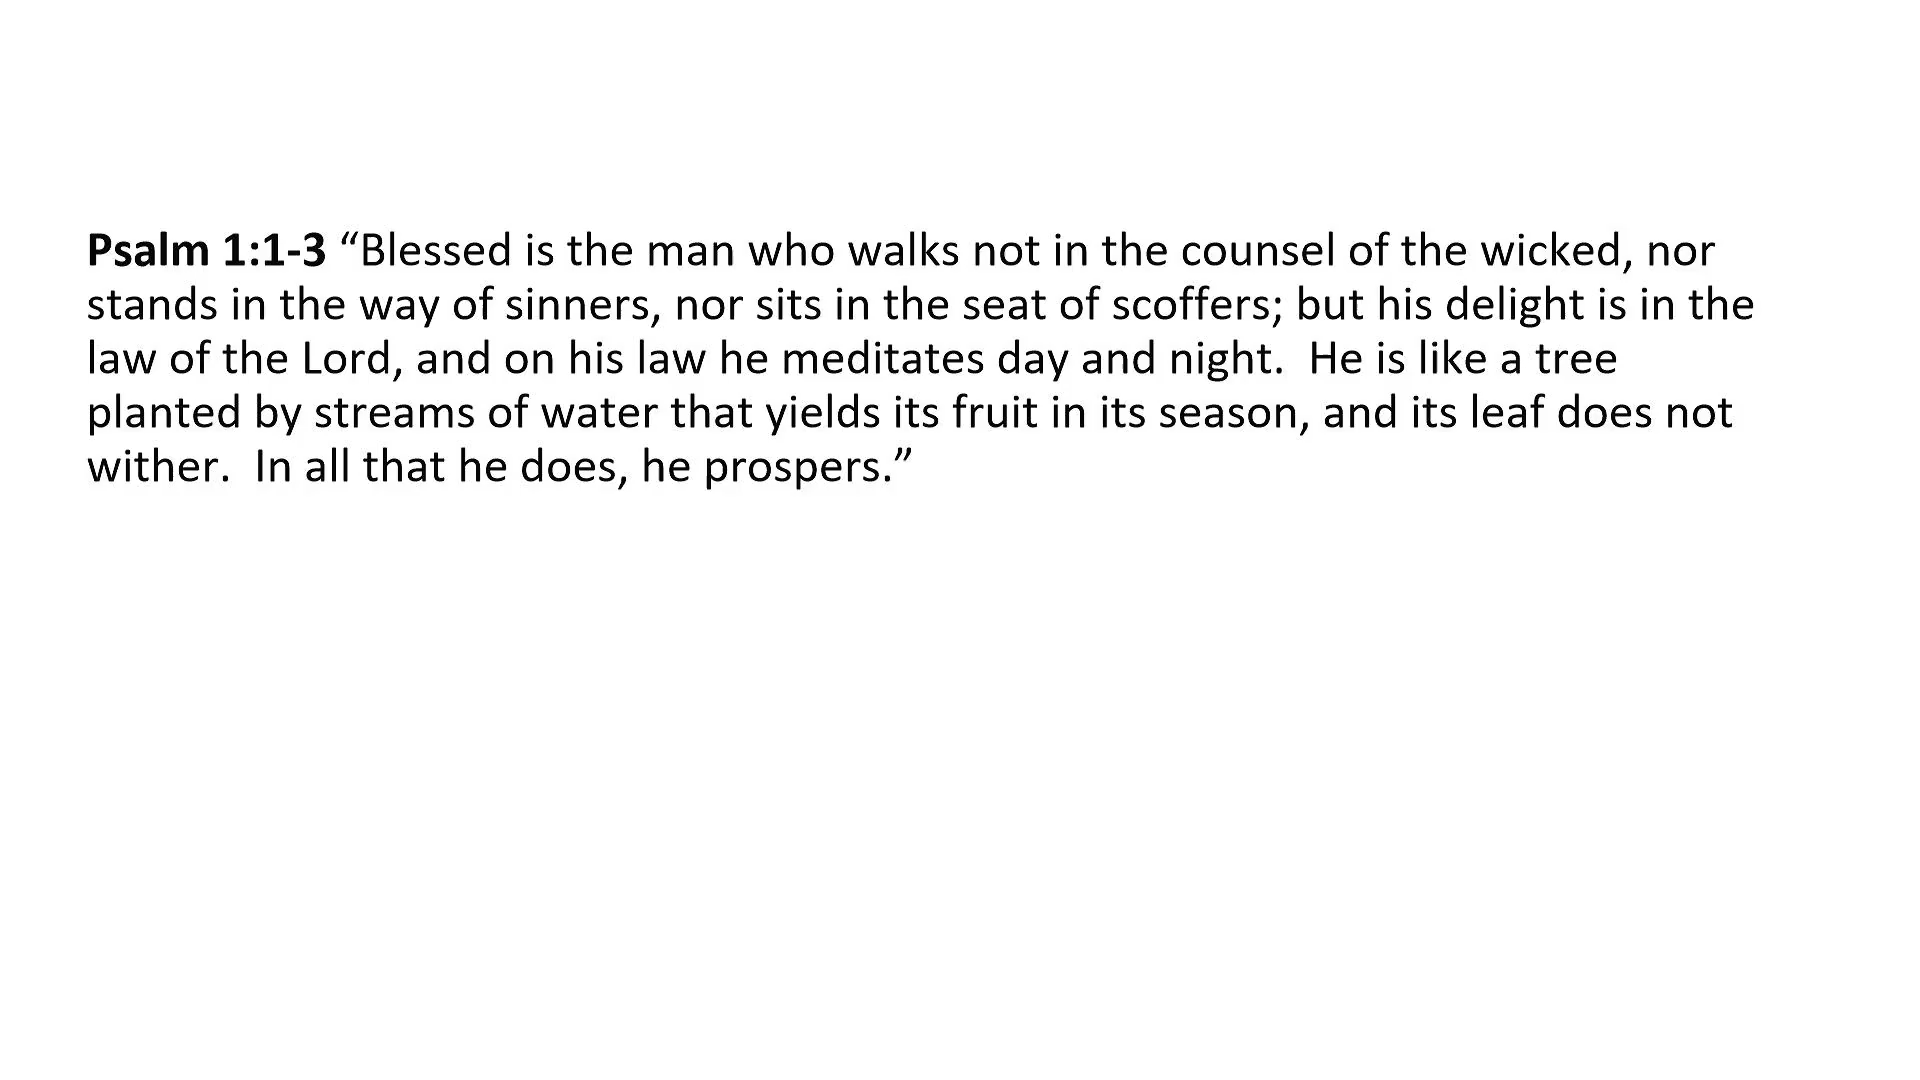 Psalm 1:1-3 “Blessed is the man who walks not in the counsel of the wicked, nor
stands in the way of sinners, nor sits in the seat of scoffers; but his delight is in the
law of the Lord, and on his law he meditates day and night.  He is like a tree
planted by streams of water that yields its fruit in its season, and its leaf does not
wither.  In all that he does, he prospers.”